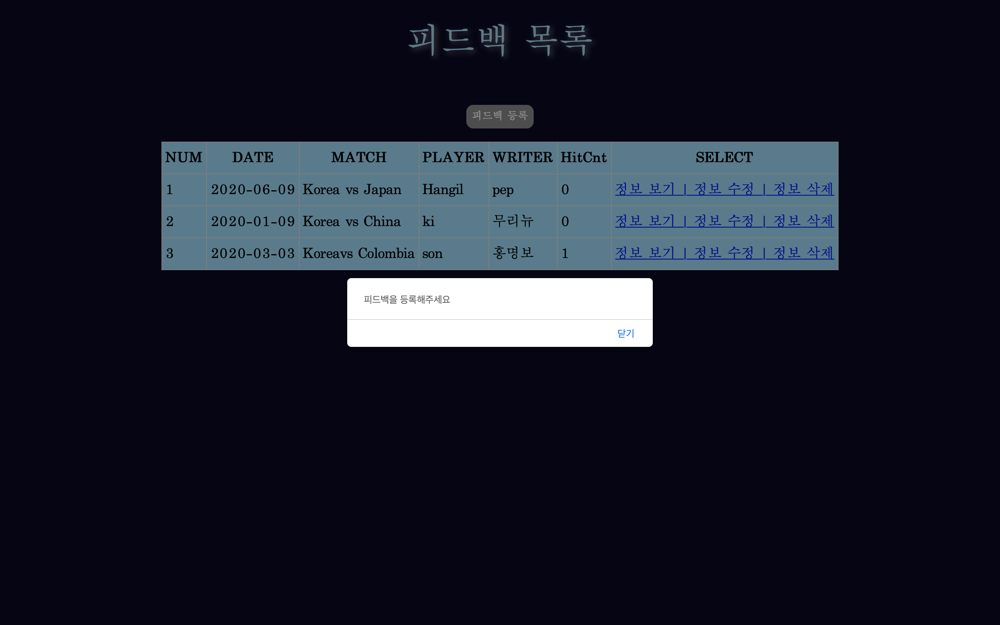 피드백 목록
피드백 등록
NUM DATE MATCH PLAYER WRITER HitCnt SELECT
1 2020-06-09 Korea vs Japan Hangil pep 0 정보 보기 | 정보 수정 | 정보 삭제
2 2020-01-09 Korea vs China ki 무리뉴 0 정보 보기 | 정보 수정 | 정보 삭제
3 2020-03-03 Koreavs Colombia son 홍명보 1 정보 보기 | 정보 수정 | 정보 삭제
피드백을 등록해주세요
닫기